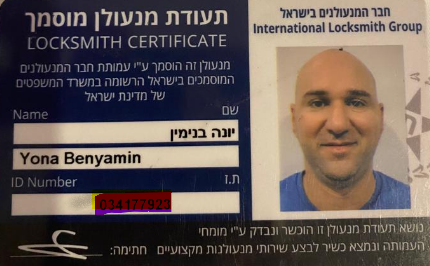 תעודת מנעולן מוסמך
LOCKSMITH CERTIFICATE
מנעולן זה הוסמך ע״י עמותת חבר המנעולנים
המוסמכים בישראל הרשומה במשרד המשפטים
של מדינת ישראל
Name שם
יונה בנימין
Yona Benyamin
ID Number ת.ז
034177923
חבר המנעולנים בישראל
International Locksmith Group
נושא תעודת מנעולן זו הוכשר ונבדק ע״י מומחי
העמותה ונמצא כשיר לבצע שירותי מנעולנות מקצועיים חתימה: